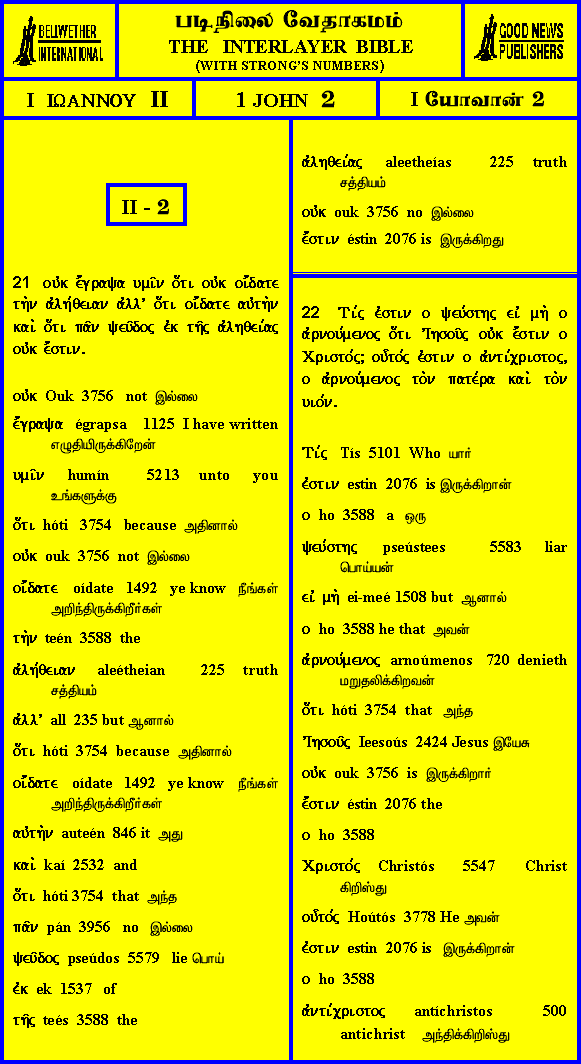 BELLWETHER
INTERNATIONAL
படிநிலை வேதாகமம்
THE INTERLAYER BIBLE
(WITH STRONG'S NUMBERS)
GOOD NEWS
PUBLISHERS
I ΙΩΑΝΝΟΥ II
1 JOHN 2
I யோவான் 2
II - 2
21 οὐκ ἔγραψα υμῖν ὅτι οὐκ οἴδατε
τὴν ἀλήθειαν ἀλλ' ὅτι οἴδατε αὐτὴν
καὶ ὅτι πᾶν ψεῦδος ἐκ τῆς ἀληθείας
οὐκ ἔστιν.
οὐκ Ouk 3756 not இல்லை
ἔγραψα égrapsa 1125 I have written
எழுதியிருக்கிறேன்
υμῖν humín 5213 unto you
உங்களுக்கு
ὅτι hóti 3754 because அதினால்
οὐκ ouk 3756 not இல்லை
οἴδατε oídate 1492 ye know நீங்கள்
அறிந்திருக்கிறீர்கள்
τὴν teén 3588 the
ἀλήθειαν aleétheian 225 truth
சத்தியம்
ἀλλ' all 235 but ஆனால்
ὅτι hóti 3754 because அதினால்
οἴδατε oídate 1492 ye know நீங்கள்
அறிந்திருக்கிறீர்கள்
αὐτὴν auteén 846 it அது
καὶ kaí 2532 and
ὅτι hóti 3754 that அந்த
πᾶν pán 3956 no இல்லை
ψεῦδος pseúdos 5579 lie பொய்
ἐκ ek 1537 of
τῆς teés 3588 the
ἀληθείας aleetheías 225 truth
சத்தியம்
οὐκ ouk 3756 no இல்லை
ἔστιν éstin 2076 is இருக்கிறது
22 Τίς ἐστιν ο ψεύστης εἰ μὴ ο
ἀρνούμενος ὅτι Ἰησοῦς οὐκ ἔστιν ο
Χριστός; οὗτός ἐστιν ο ἀντίχριστος,
ο ἀρνούμενος τὸν πατέρα καὶ τὸν
υιόν.
Τίς Tís 5101 Who யார்
ἐστιν estin 2076 is இருக்கிறான்
ο ho 3588 a ஒரு
ψεύστης pseústees 5583 liar
பொய்யன்
εἰ μὴ ei-meé 1508 but ஆனால்
ο ho 3588 he that அவன்
ἀρνούμενος arnoúmenos 720 denieth
மறுதலிக்கிறவன்
ὅτι hóti 3754 that அந்த
Ἰησοῦς Ieesoús 2424 Jesus இயேசு
οὐκ ouk 3756 is இருக்கிறார்
ἔστιν éstin 2076 the
ο ho 3588
Χριστός Christós 5547 Christ
கிறிஸ்து
οὗτός Hoútós 3778 He அவன்
ἐστιν estin 2076 is இருக்கிறான்
ο ho 3588
ἀντίχριστος antíchristos 500
antichrist அந்திக்கிறிஸ்து